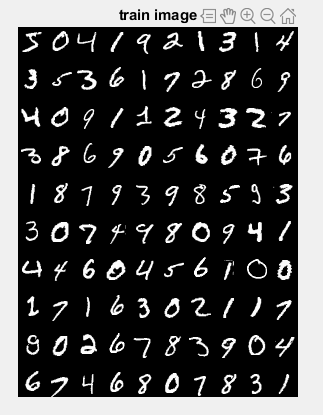 train image
5 0 4 1 9 2 1 3 1 4
3 5 3 6 1 7 2 8 6 9
4 0 9 1 1 2 4 3 2 7
3 8 6 9 0 5 6 0 7 6
1 8 7 9 3 9 8 5 9 3
3 0 7 4 9 8 0 9 4 1
4 4 6 0 4 5 6 1 0 0
1 7 1 6 3 0 2 1 1 7
9 0 2 6 7 8 3 9 0 4
6 7 4 6 8 0 7 8 3 1